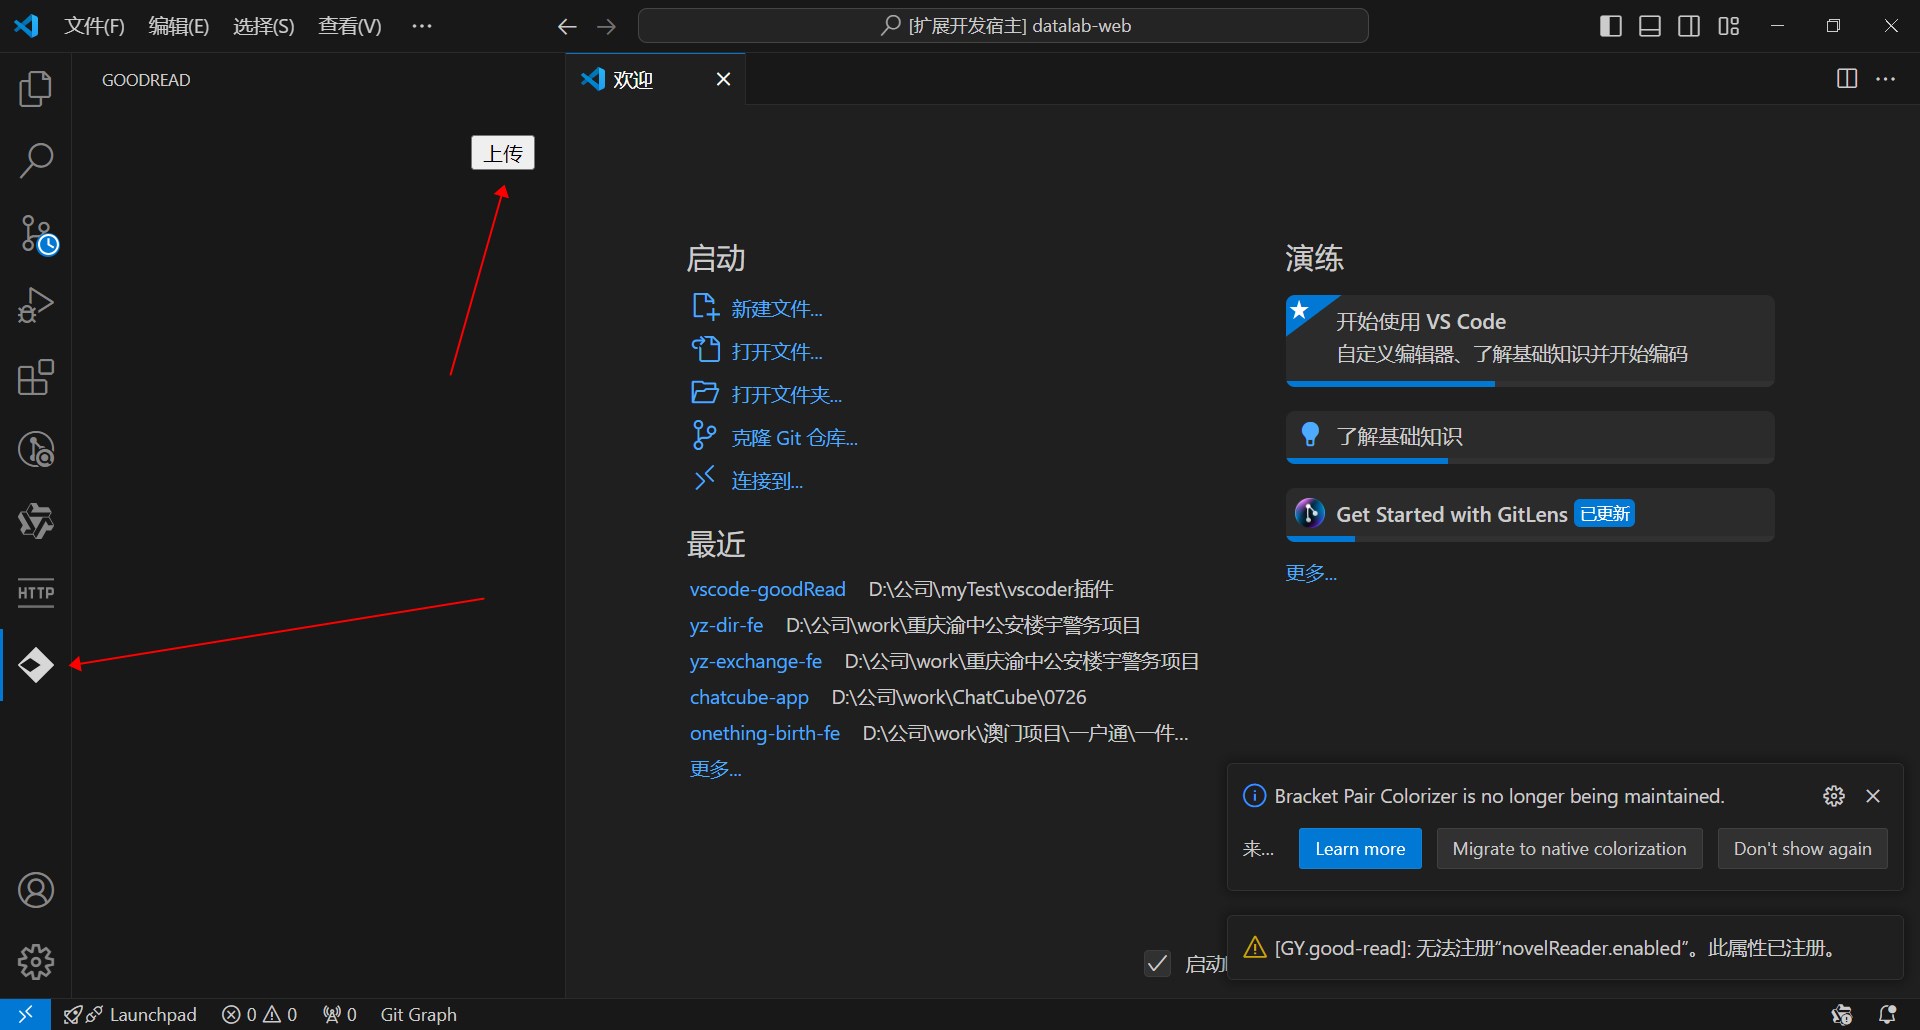 文件(F) 编辑(E) 选择(S) 查看(V) ···
[扩展开发宿主] datalab-web
GOODREAD
欢迎
上传
启动
新建文件...
打开文件...
打开文件夹...
克隆 Git 仓库...
连接到...
最近
vscode-goodRead D:\公司\myTest\vscoder插件
yz-dir-fe D:\公司\work\重庆渝中公安楼宇警务项目
yz-exchange-fe D:\公司\work\重庆渝中公安楼宇警务项目
chatcube-app D:\公司\work\ChatCube\0726
onething-birth-fe D:\公司\work\澳门项目\一户通\一件...
更多...
演练
开始使用 VS Code
自定义编辑器、了解基础知识并开始编码
了解基础知识
Get Started with GitLens 已更新
更多...
HTTP
Bracket Pair Colorizer is no longer being maintained.
来... Learn more Migrate to native colorization Don't show again
启动
[GY.good-read]: 无法注册“novelReader.enabled”。此属性已注册。
Launchpad 0 0 0 Git Graph